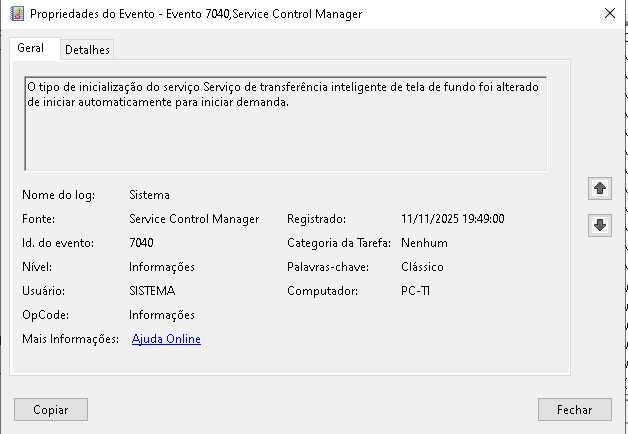 Propriedades do Evento - Evento 7040,Service Control Manager
Geral
Detalhes
O tipo de inicialização do serviço Serviço de transferência inteligente de tela de fundo foi alterado
de iniciar automaticamente para iniciar demanda.
Nome do log: Sistema
Fonte: Service Control Manager Registrado: 11/11/2025 19:49:00
Id. do evento: 7040 Categoria da Tarefa: Nenhum
Nível: Informações Palavras-chave: Clássico
Usuário: SISTEMA Computador: PC-TI
OpCode: Informações
Mais Informações: Ajuda Online
Copiar
Fechar